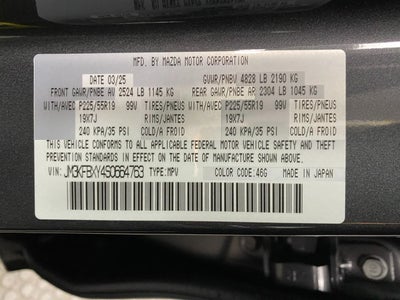 MFD. BY MAZDA MOTOR CORPORATION
DATE 03/25 GVWR/PNBV 4828 LB 2190 KG
FRONT GAWR/PNBE AV 2524 LB 1145 KG REAR GAWR/PNBE AR 2304 LB 1045 KG
WITH/AVEC P225/55R19 99V TIRES/PNEUS WITH/AVEC P225/55R19 99V TIRES/PNEUS
19X7J RIMS/JANTES 19X7J RIMS/JANTES
240 KPA/35 PSI COLD/A FROID 240 KPA/35 PSI COLD/A FROID
THIS VEHICLE CONFORMS TO ALL APPLICABLE FEDERAL MOTOR VEHICLE SAFETY AND THEFT
PREVENTION STANDARDS IN EFFECT ON THE DATE OF MANUFACTURE SHOWN ABOVE.
VIN: JM3KFBXY4S0664763 TYPE:MPV COLOR CODE:46G MADE IN JAPAN